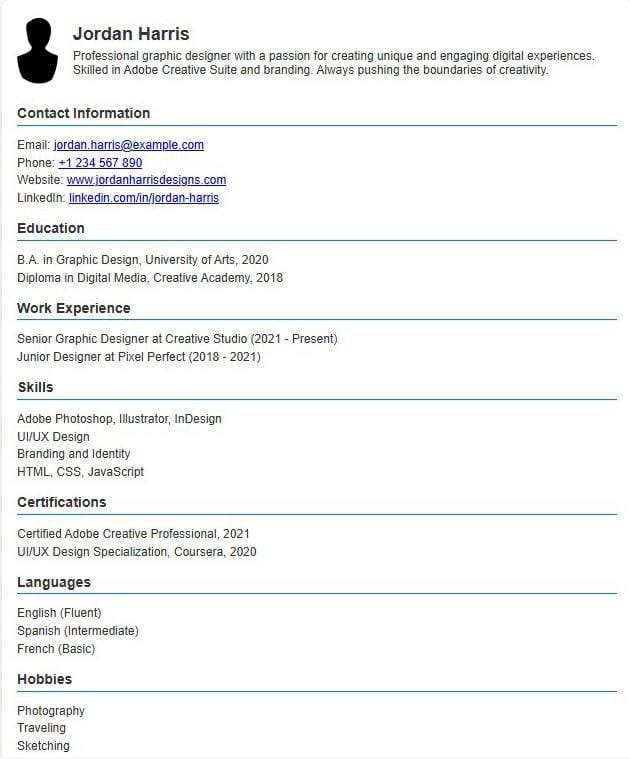 Jordan Harris
Professional graphic designer with a passion for creating unique and engaging digital experiences.
Skilled in Adobe Creative Suite and branding. Always pushing the boundaries of creativity.
Contact Information
Email: jordan.harris@example.com
Phone: +1 234 567 890
Website: www.jordanharrisdesigns.com
LinkedIn: linkedin.com/in/jordan-harris
Education
B.A. in Graphic Design, University of Arts, 2020
Diploma in Digital Media, Creative Academy, 2018
Work Experience
Senior Graphic Designer at Creative Studio (2021 - Present)
Junior Designer at Pixel Perfect (2018 - 2021)
Skills
Adobe Photoshop, Illustrator, InDesign
UI/UX Design
Branding and Identity
HTML, CSS, JavaScript
Certifications
Certified Adobe Creative Professional, 2021
UI/UX Design Specialization, Coursera, 2020
Languages
English (Fluent)
Spanish (Intermediate)
French (Basic)
Hobbies
Photography
Traveling
Sketching